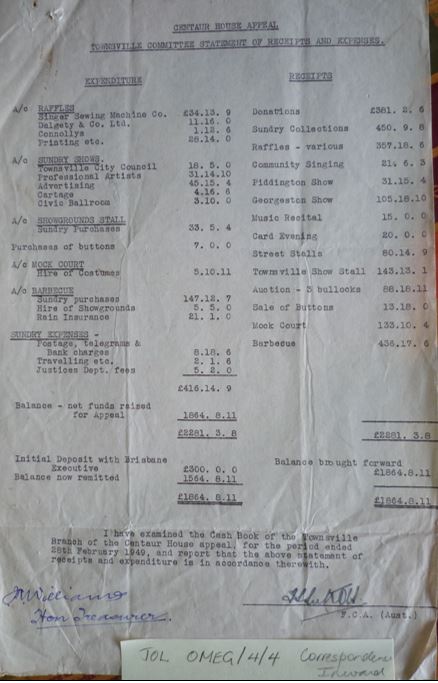 CENTAUR HOUSE APPEAL
TOWNSVILLE COMMITTEE STATEMENT OF RECEIPTS AND EXPENSES.
EXPENDITURE
A/c RAFFLES
Singer Sewing Machine Co. £34.13. 9
Dalgety & Co. Ltd. 11.16. 0
Connollys 1.12. 6
Printing etc. 28.14. 0
A/c SUNDRY SHOWS.
Townsville City Council 18. 5. 0
Professional Artists 31.14.10
Advertizing 45.15. 4
Cartage 4.16. 6
Civic Ballroom 3.10. 0
A/c SHOWGROUNDS STALL
Sundry Purchases 33. 5. 4
Purchases of buttons 7. 0. 0
A/c MOCK COURT
Hire of Costumes 5.10.11
A/c BARBECUE
Sundry purchases 147.12. 7
Hire of Showgrounds 5. 5. 0
Rain Insurance 21. 1. 0
SUNDRY EXPENSES -
Postage, telegrams &
Bank charges 8.18. 6
Travelling etc. 2. 1. 6
Justices Dept. fees 5. 2. 0
£416.14. 9
Balance - net funds raised
for Appeal 1864. 8.11
£2281. 3. 8
Initial Deposit with Brisbane
Executive £300. 0. 0
Balance now remitted 1564. 8.11
£1864. 8.11
RECEIPTS
Donations £381. 2. 6
Sundry Collections 450. 9. 8
Raffles - various 357.18. 6
Community Singing 21. 6. 3
Piddington Show 31.15. 4
Georgeston Show 105.18.10
Music Recital 15. 0. 0
Card Evening 20. 0. 0
Street Stalls 80.14. 9
Townsville Show Stall 143.13. 1
Auction - 3 bullocks 88.18.11
Sale of Buttons 13.18. 0
Mock Court 133.10. 4
Barbecue 436.17. 6
£2281. 3.8
Balance brought forward
£1864.8.11
£1864.8.11
I have examined the Cash Book of the Townsville
Branch of the Centaur House appeal, for the period ended
28th February 1949, and report that the above statement of
receipts and expenditure is in accordance therewith.
Williams
Hon Treasurer.
F.C.A. (Aust.)
JOL OMEG/4/4 Correspondence
Inward